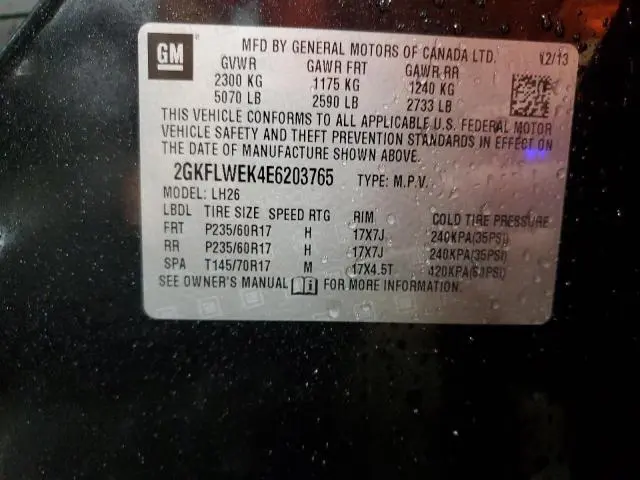 GM MFD BY GENERAL MOTORS OF CANADA LTD. 12/13
GVWR GAWR FRT GAWR RR
2300 KG 1175 KG 1240 KG
5070 LB 2590 LB 2733 LB
THIS VEHICLE CONFORMS TO ALL APPLICABLE U.S. FEDERAL MOTOR
VEHICLE SAFETY AND THEFT PREVENTION STANDARDS IN EFFECT ON
THE DATE OF MANUFACTURE SHOWN ABOVE.
2GKFLWEK4E6203765 TYPE: M.P.V.
MODEL: LH26
LBDL TIRE SIZE SPEED RTG RIM COLD TIRE PRESSURE
FRT P235/60R17 H 17X7J 240KPA(35PSI)
RR P235/60R17 H 17X7J 240KPA(35PSI)
SPA T145/70R17 M 17X4.5T 420KPA(60PSI)
SEE OWNER'S MANUAL FOR MORE INFORMATION.